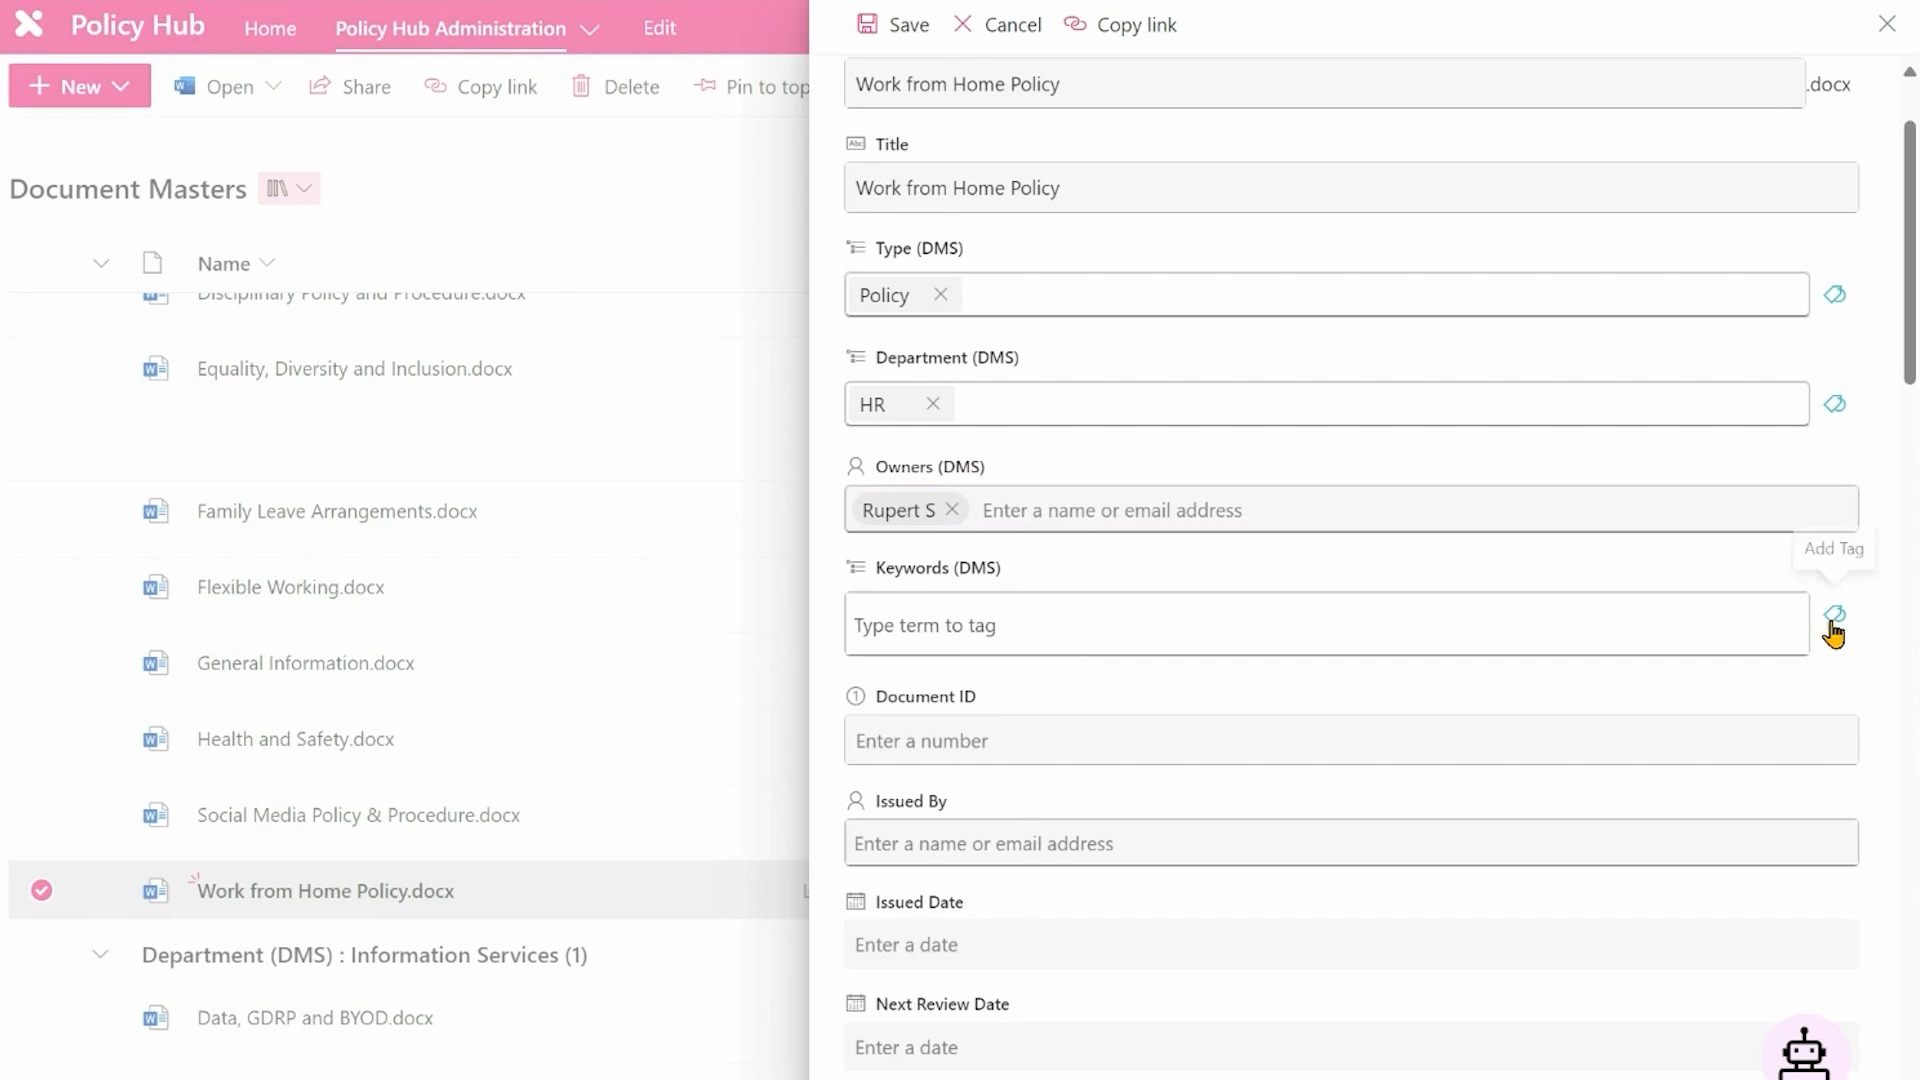 Policy Hub
Home
Policy Hub Administration
Edit
New
Open
Share
Copy link
Delete
Pin to top
Document Masters
Name
Disciplinary Policy and Procedure.docx
Equality, Diversity and Inclusion.docx
Family Leave Arrangements.docx
Flexible Working.docx
General Information.docx
Health and Safety.docx
Social Media Policy & Procedure.docx
Work from Home Policy.docx
Department (DMS) : Information Services (1)
Data, GDRP and BYOD.docx
Save
Cancel
Copy link
Work from Home Policy
.docx
Abc
Title
Work from Home Policy
Type (DMS)
Policy
Department (DMS)
HR
Owners (DMS)
Rupert S
Enter a name or email address
Add Tag
Keywords (DMS)
Type term to tag
Document ID
Enter a number
Issued By
Enter a name or email address
Issued Date
Enter a date
Next Review Date
Enter a date